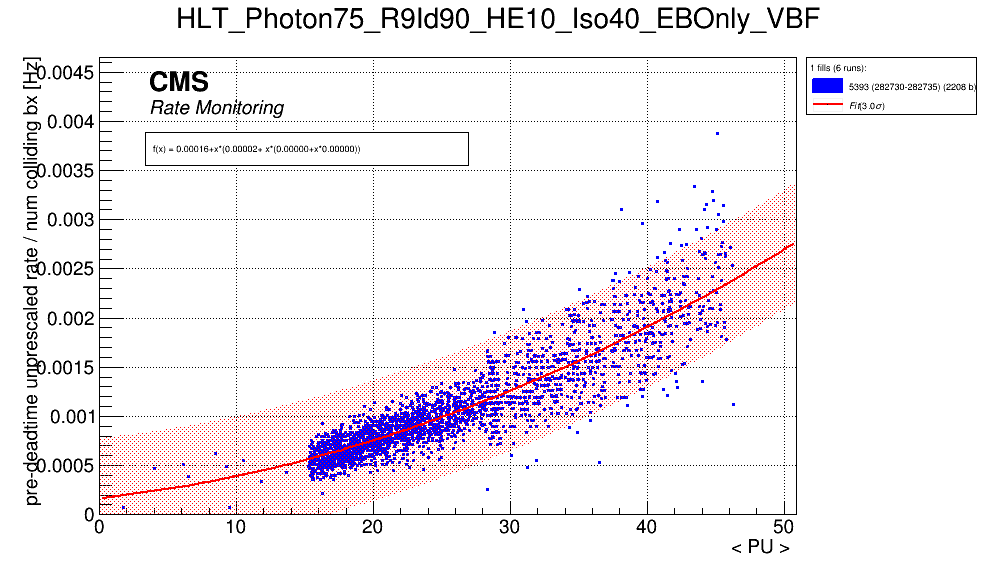 HLT_Photon75_R9Id90_HE10_Iso40_EBOnly_VBF
pre-deadtime unprescaled rate / num colliding bx [Hz]
CMS
Rate Monitoring
f(x) = 0.00016+x*(0.00002+ x*(0.00000+x*0.00000))
1 fills (6 runs):
5393 (282730-282735) (2208 b)
Fit(3.0σ)
0.0045
0.004
0.0035
0.003
0.0025
0.002
0.0015
0.001
0.0005
0
0 10 20 30 40 50
< PU >